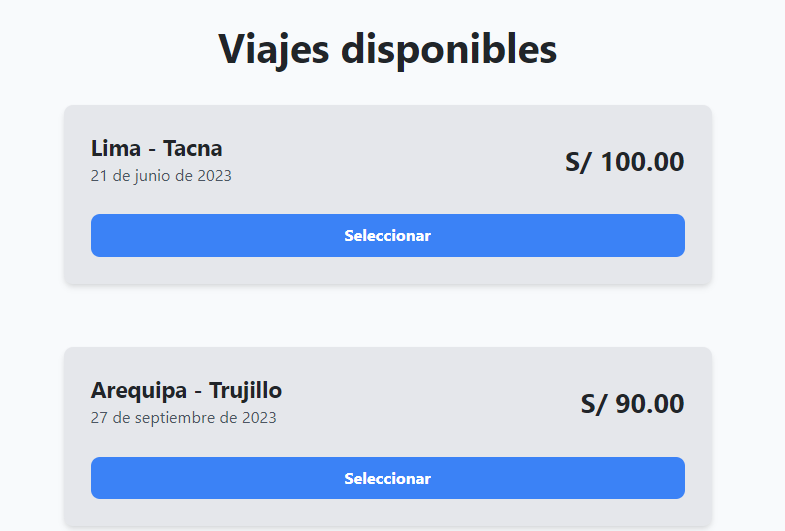 Viajes disponibles
Lima - Tacna
21 de junio de 2023
S/ 100.00
Seleccionar
Arequipa - Trujillo
27 de septiembre de 2023
S/ 90.00
Seleccionar